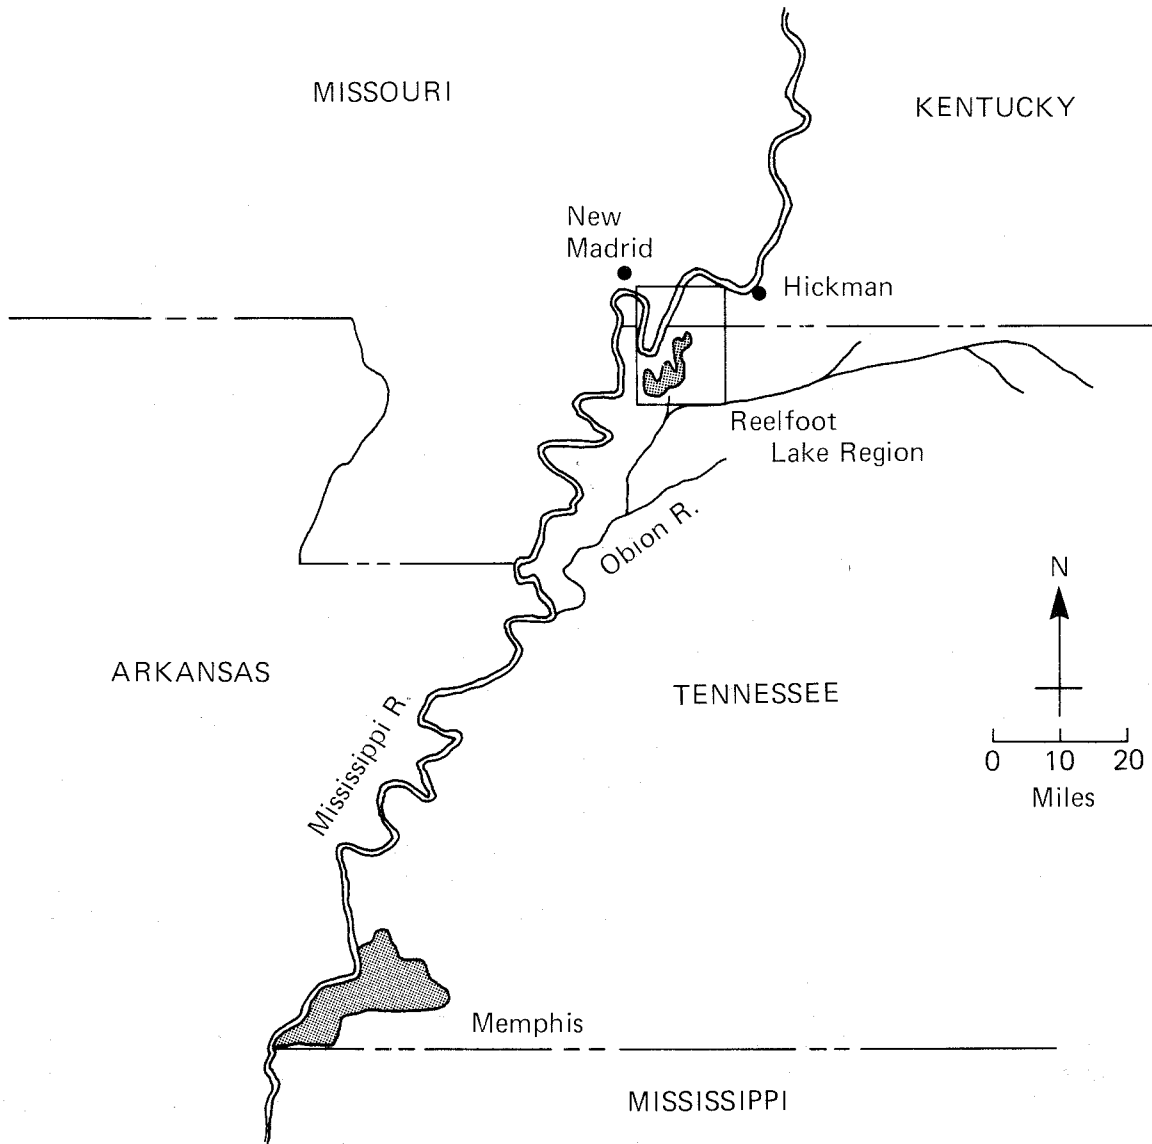 MISSOURI
KENTUCKY
New
Madrid
Hickman
Reelfoot
Lake Region
Obion R.
N
ARKANSAS
TENNESSEE
Mississippi R.
0 10 20
Miles
Memphis
MISSISSIPPI